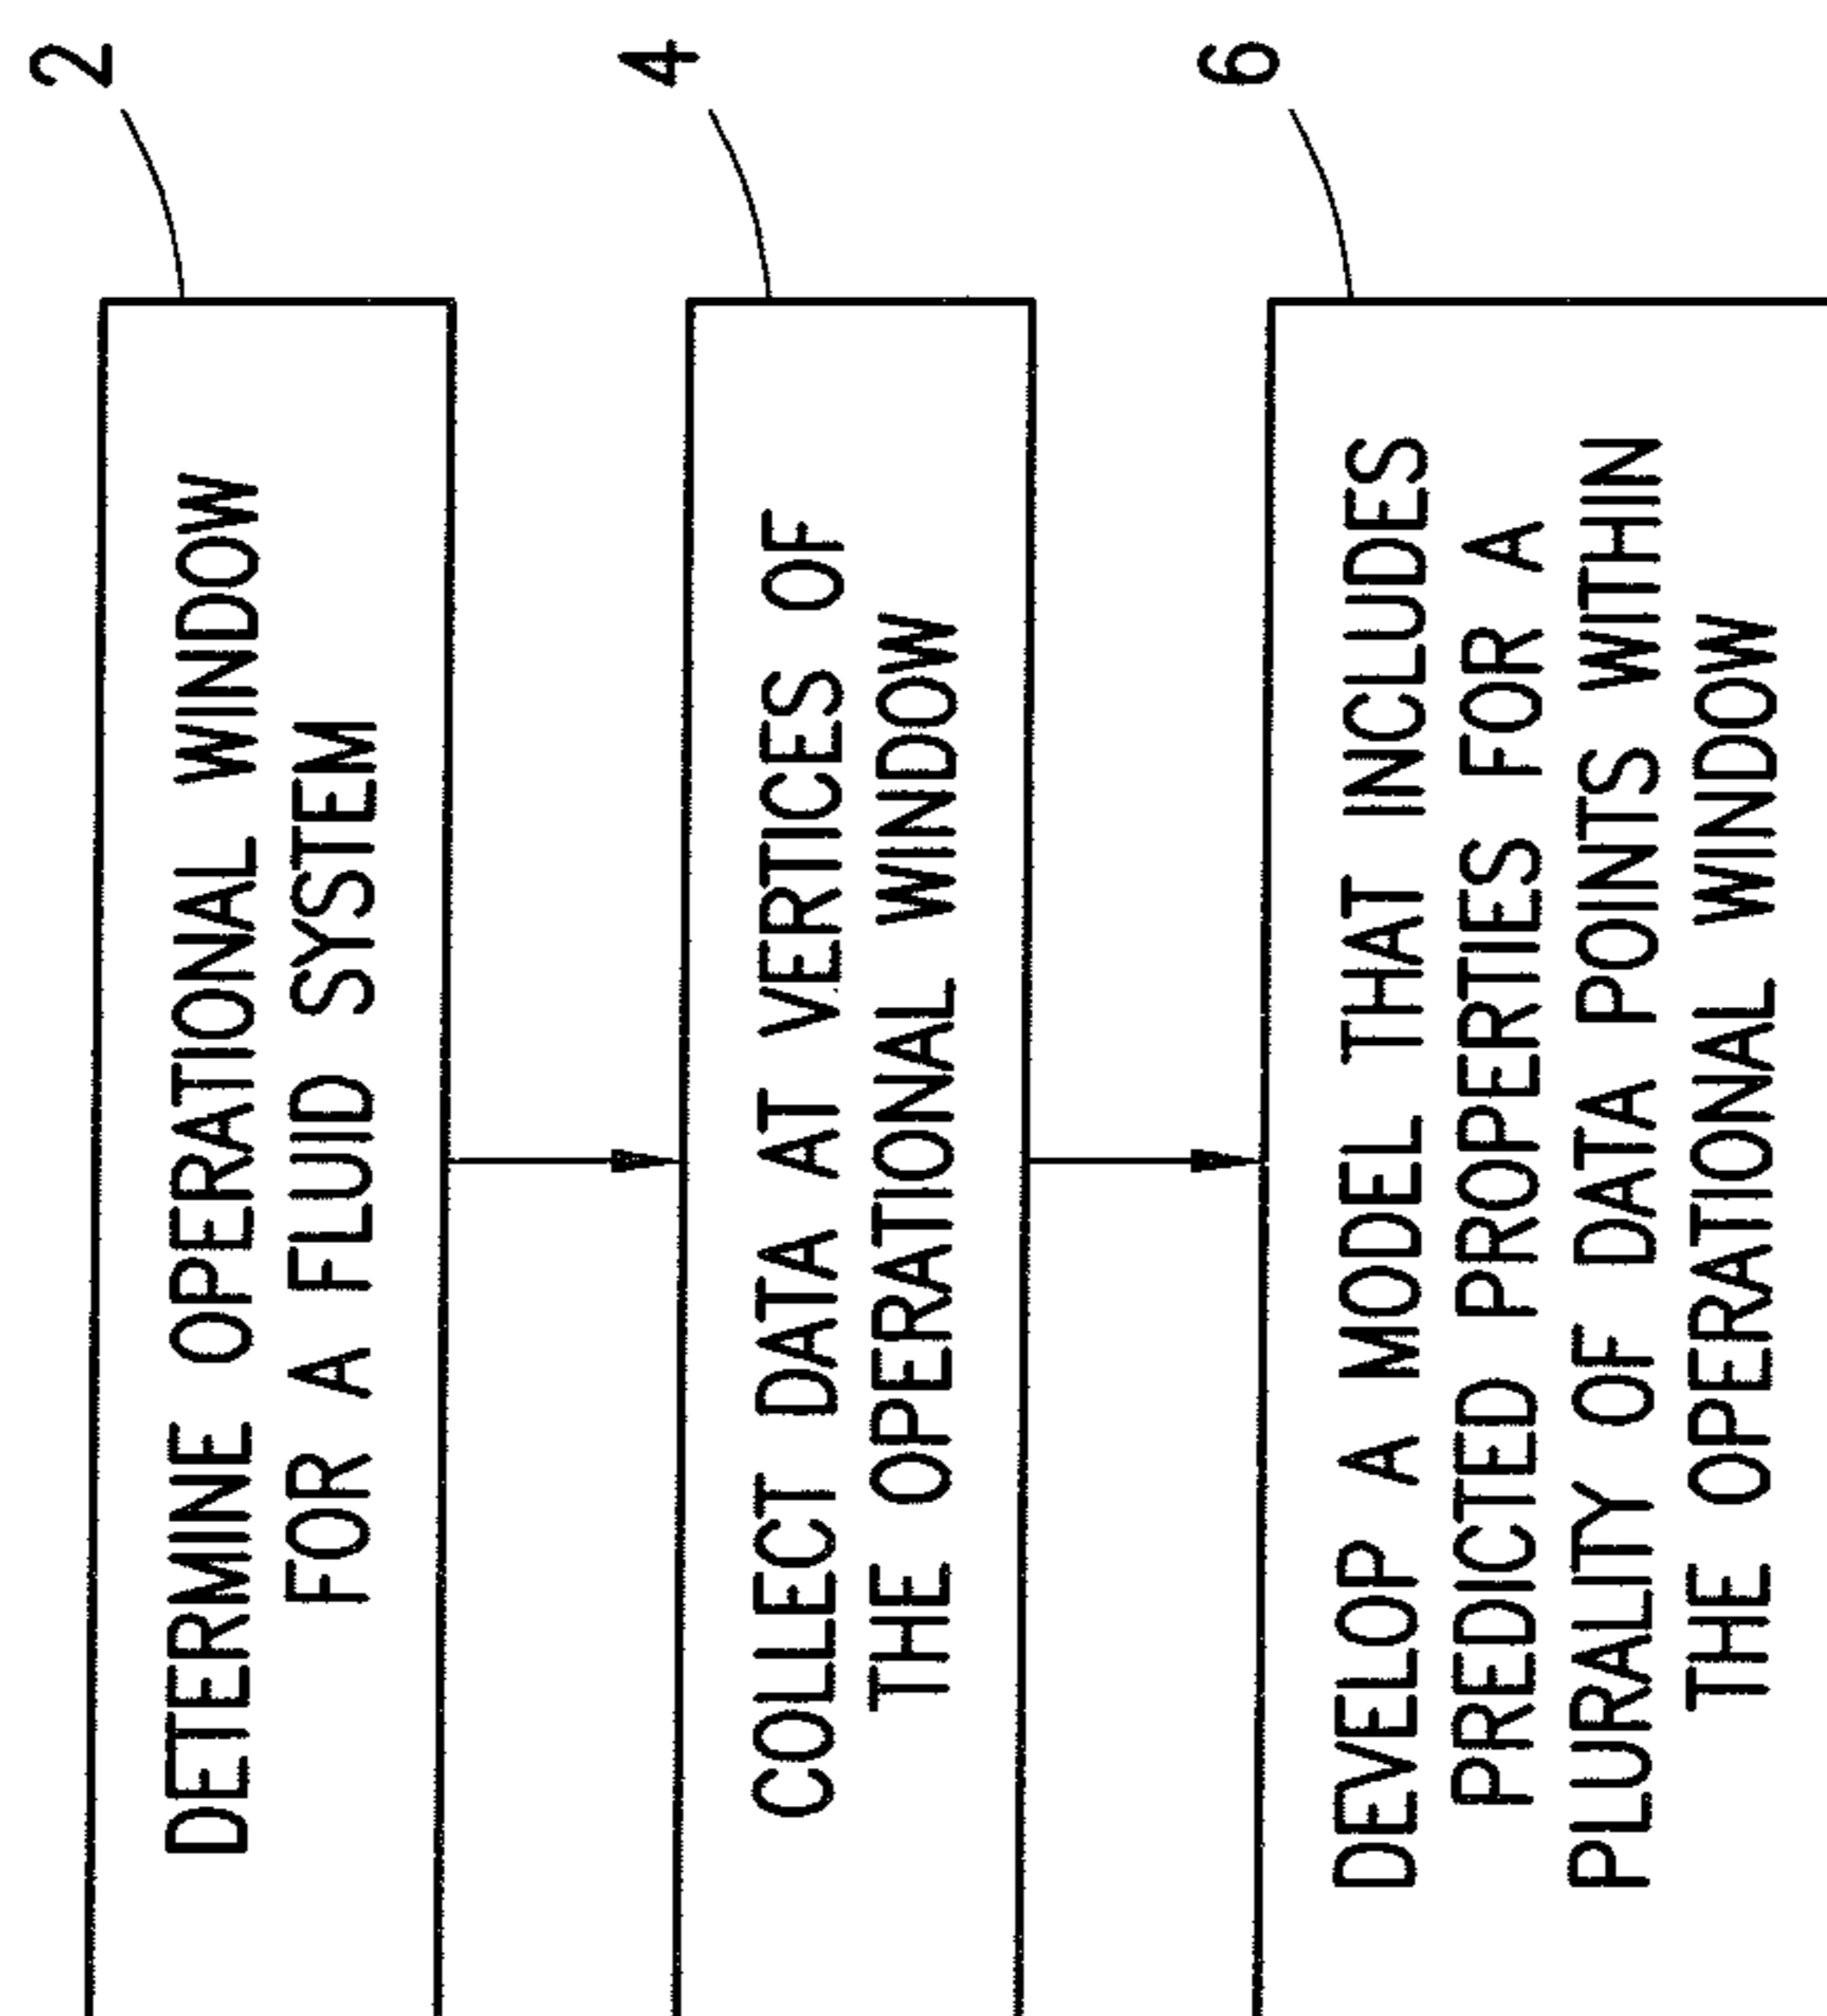 2
DETERMINE OPERATIONAL WINDOW
FOR A FLUID SYSTEM
4
COLLECT DATA AT VERTICES OF
THE OPERATIONAL WINDOW
6
DEVELOP A MODEL THAT INCLUDES
PREDICTED PROPERTIES FOR A
PLURALITY OF DATA POINTS WITHIN
THE OPERATIONAL WINDOW